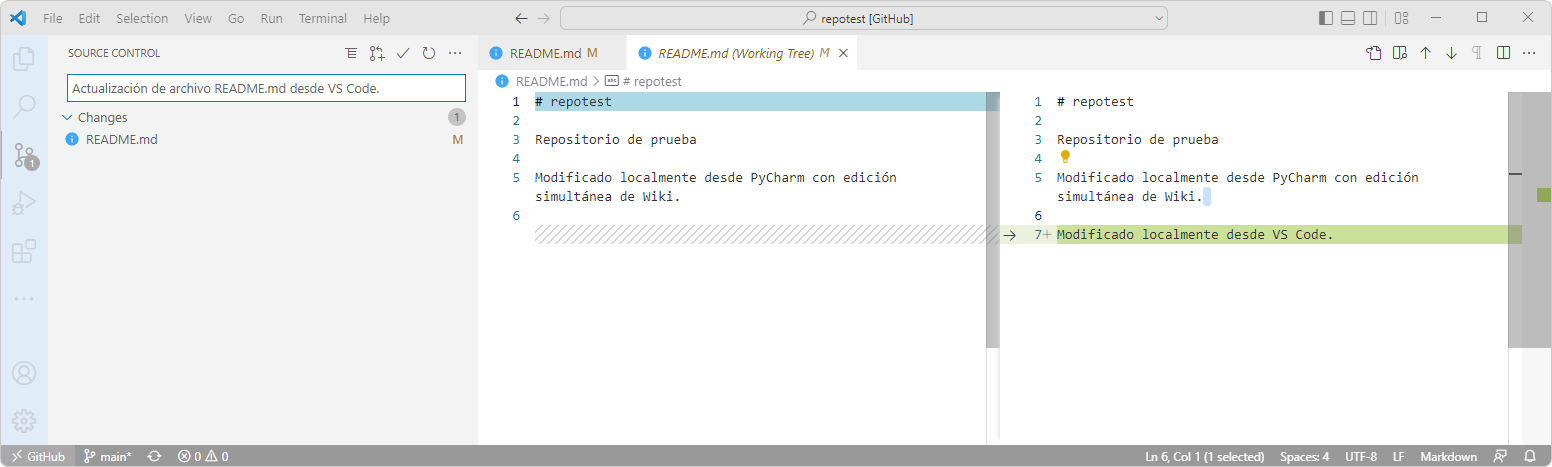 File Edit Selection View Go Run Terminal Help
repotest [GitHub]
SOURCE CONTROL
Actualización de archivo README.md desde VS Code.
Changes 1
README.md M
1
README.md M
README.md (Working Tree) M
README.md > # repotest
1 # repotest
2
3 Repositorio de prueba
4
5 Modificado localmente desde PyCharm con edición
simultánea de Wiki.
6
1 # repotest
2
3 Repositorio de prueba
4
5 Modificado localmente desde PyCharm con edición
simultánea de Wiki.
6
7+ Modificado localmente desde VS Code.
GitHub main* 0 0 Ln 6, Col 1 (1 selected) Spaces: 4 UTF-8 LF Markdown